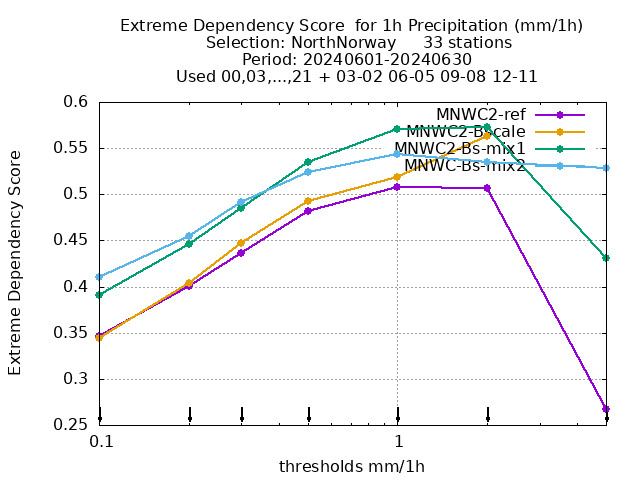 Extreme Dependency Score  for 1h Precipitation (mm/1h)
Selection: NorthNorway     33 stations
Period: 20240601-20240630
Used 00,03,...,21 + 03-02 06-05 09-08 12-11
MNWC2-ref
MNWC2-Bscale
MNWC2-Bs-mix1
MNWC-Bs-mix2
Extreme Dependency Score
0.6
0.55
0.5
0.45
0.4
0.35
0.3
0.25
0.1
1
thresholds mm/1h